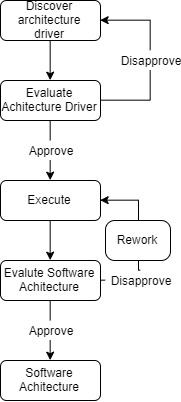 Discover
architecture
driver
Disapprove
Evaluate
Achitecture Driver
Approve
Execute
Rework
Evalute Software
Achitecture
Disapprove
Approve
Software
Achitecture